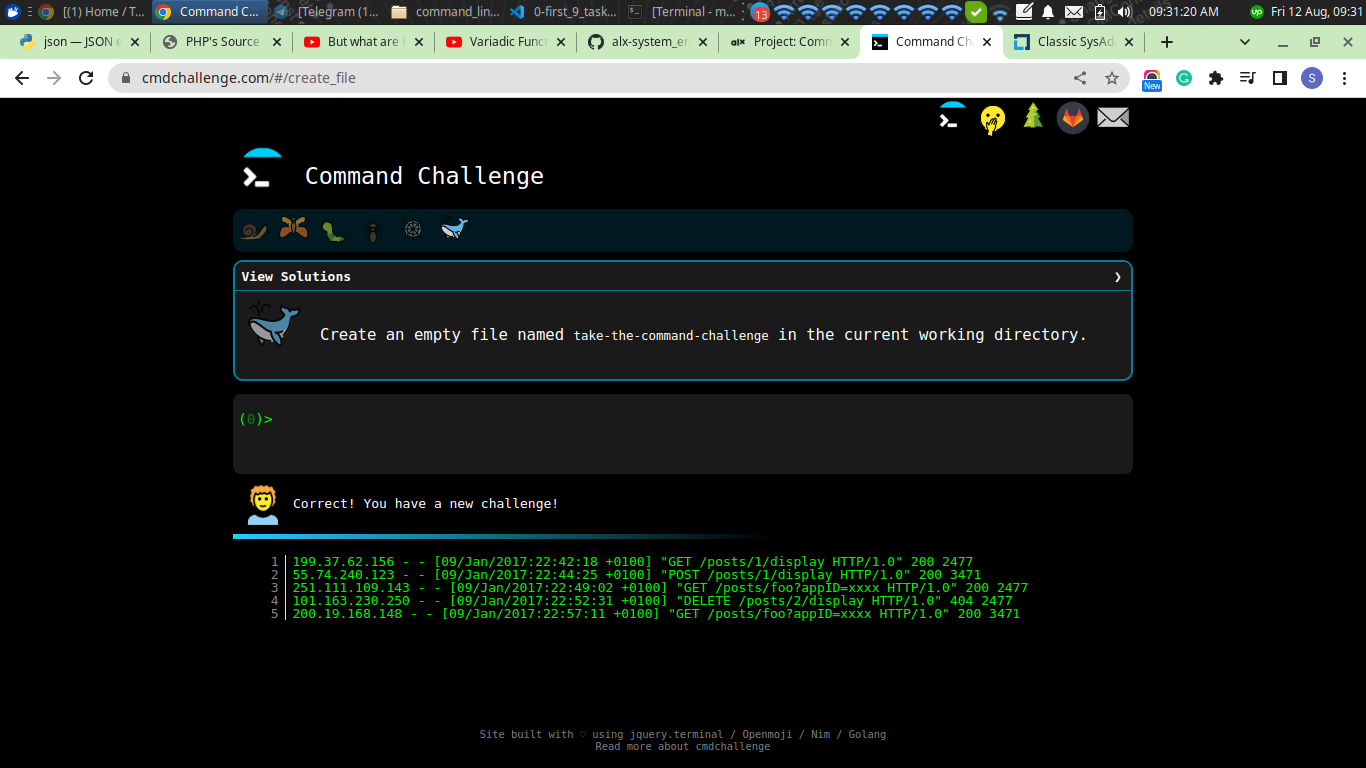 [(1) Home / T...
Command C...
[Telegram (1...
command_lin...
0-first_9_task...
[Terminal - m...
13
09:31:20 AM
up
Fri 12 Aug, 09:31
json — JSON e
PHP's Source
But what are
Variadic Func
alx-system_en
Project: Comm
Command Ch
Classic SysAd
cmdchallenge.com/#/create_file
New
S
Command Challenge
View Solutions
Create an empty file named take-the-command-challenge in the current working directory.
(0)>
Correct! You have a new challenge!
1 199.37.62.156 - - [09/Jan/2017:22:42:18 +0100] "GET /posts/1/display HTTP/1.0" 200 2477
2 55.74.240.123 - - [09/Jan/2017:22:44:25 +0100] "POST /posts/1/display HTTP/1.0" 200 3471
3 251.111.109.143 - - [09/Jan/2017:22:49:02 +0100] "GET /posts/foo?appID=xxxx HTTP/1.0" 200 2477
4 101.163.230.250 - - [09/Jan/2017:22:52:31 +0100] "DELETE /posts/2/display HTTP/1.0" 404 2477
5 200.19.168.148 - - [09/Jan/2017:22:57:11 +0100] "GET /posts/foo?appID=xxxx HTTP/1.0" 200 3471
Site built with ♡ using jquery.terminal / Openmoji / Nim / Golang
Read more about cmdchallenge